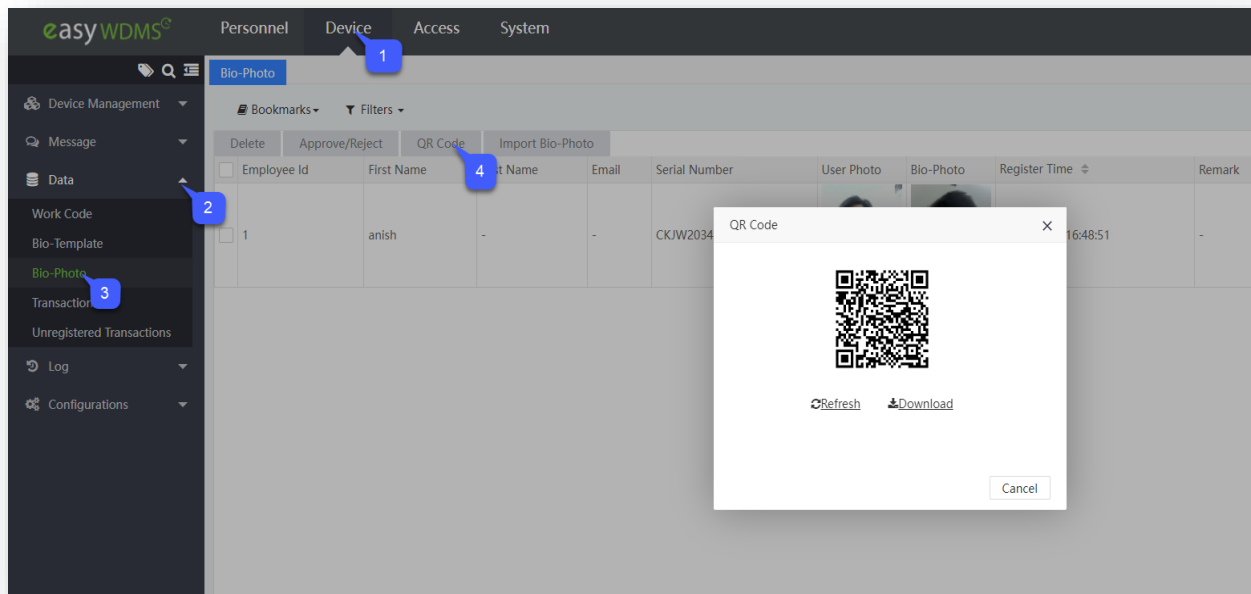 easy WDMS
Personnel Device Access System
1
Bio-Photo
Device Management
Bookmarks Filters
Message
Delete Approve/Reject QR Code Import Bio-Photo
4
Employee Id First Name st Name Email Serial Number User Photo Bio-Photo Register Time Remark
Data
2
Work Code
QR Code
1 anish - - CKJW2034 16:48:51 -
Bio-Template
Bio-Photo
3
Transaction
Unregistered Transactions
Log
Configurations
Refresh Download
Cancel